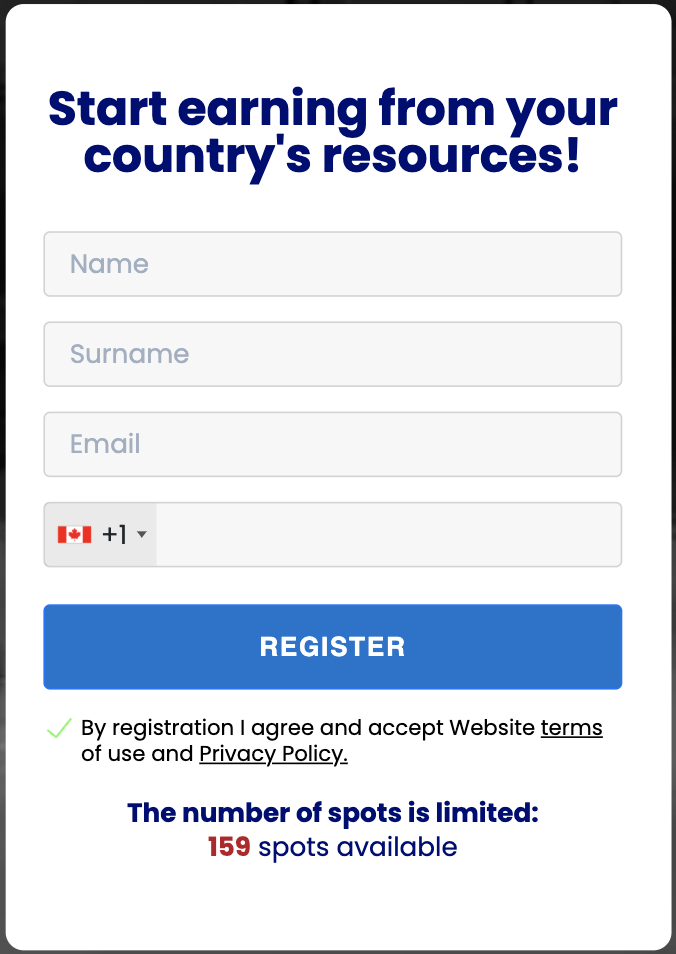 Start earning from your
country's resources!
Name
Surname
Email
+1
REGISTER
By registration I agree and accept Website terms
of use and Privacy Policy.
The number of spots is limited:
159 spots available